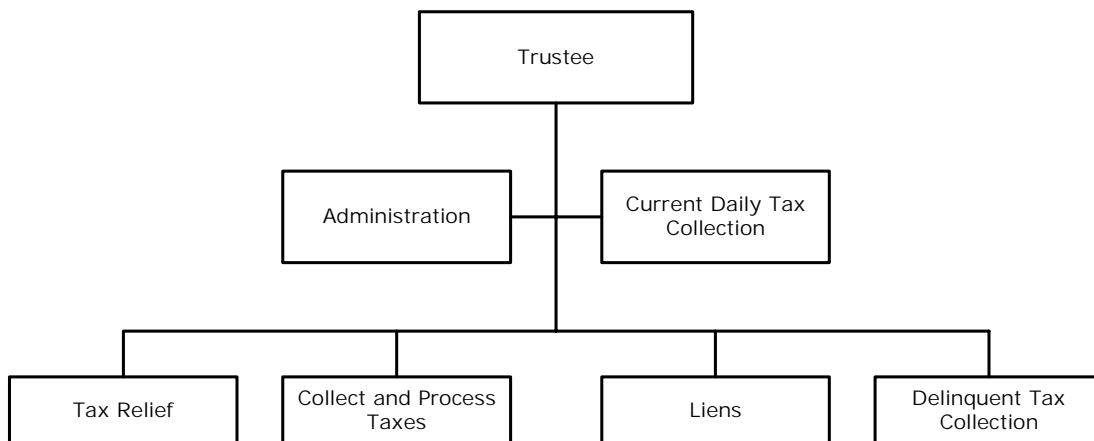 Trustee
Administration
Current Daily Tax
Collection
Tax Relief
Collect and Process
Taxes
Liens
Delinquent Tax
Collection